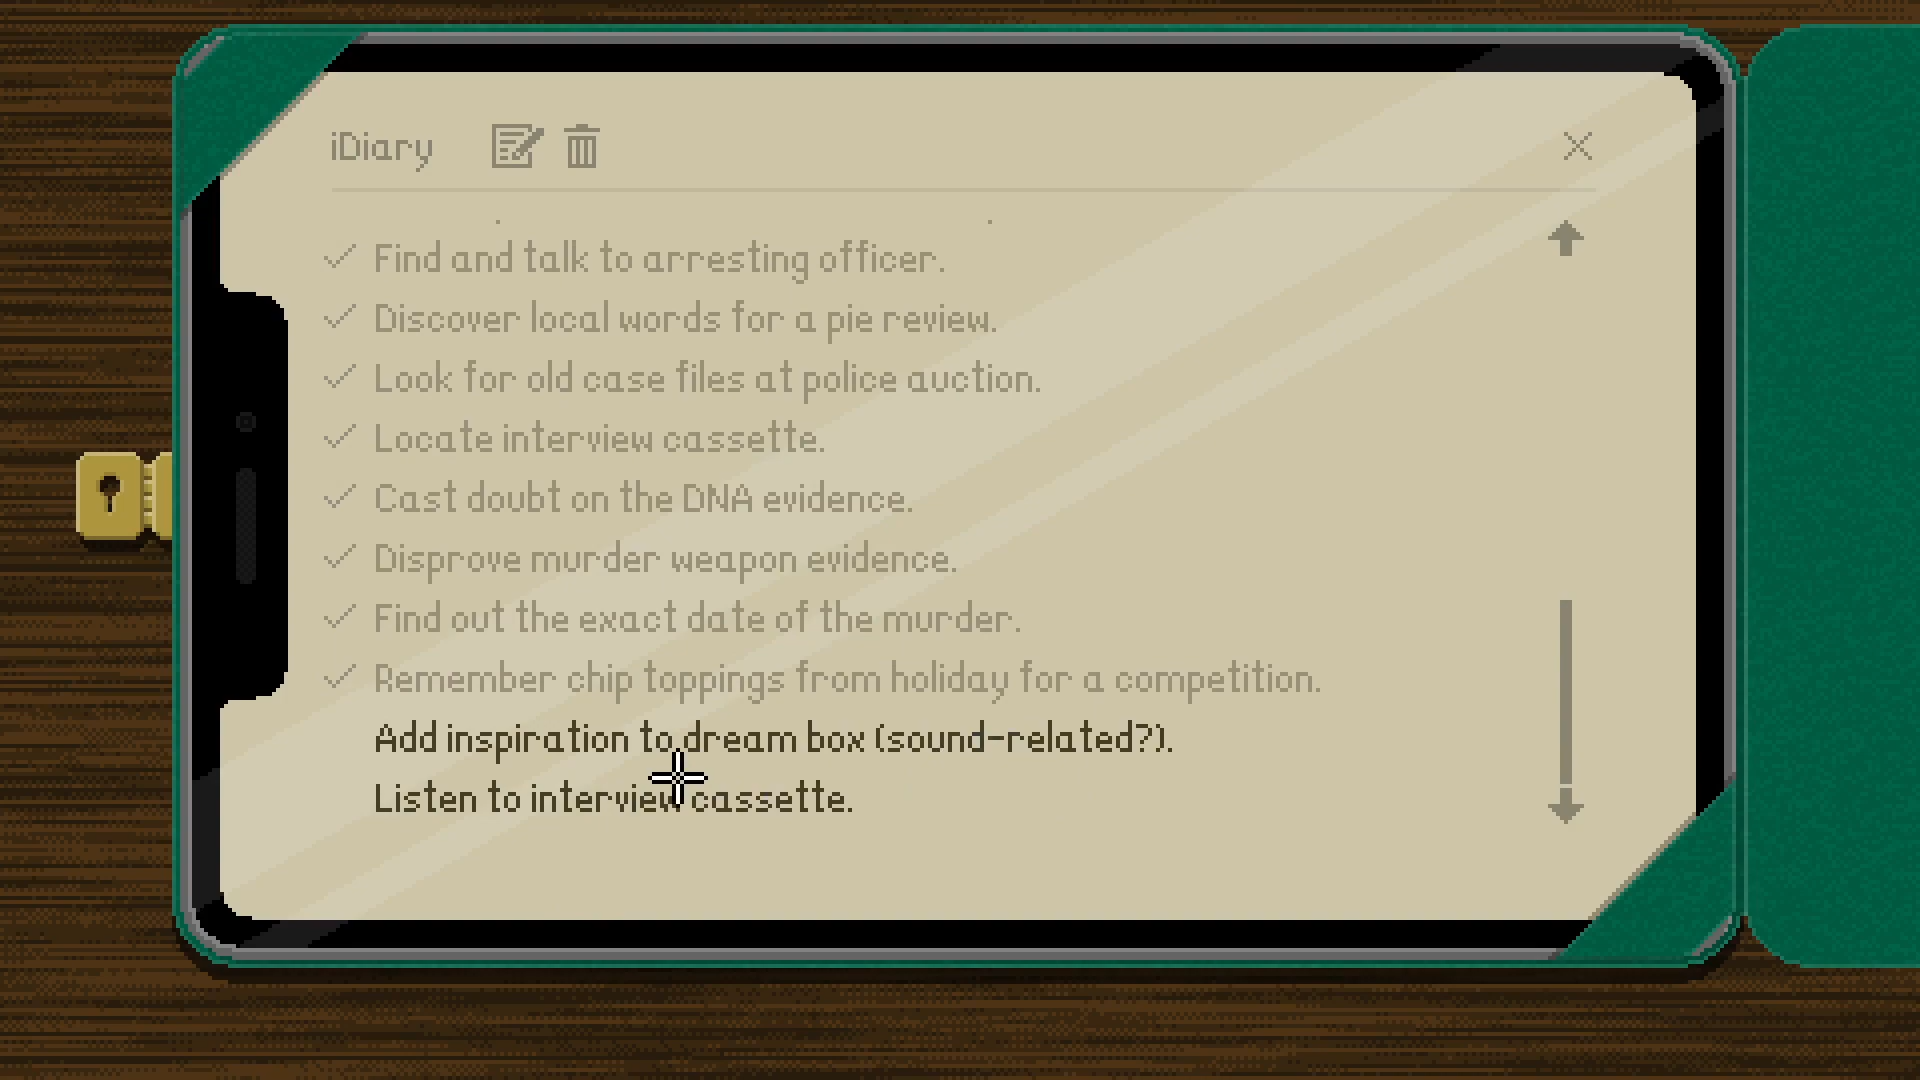 iDiary
Find and talk to arresting officer.
Discover local words for a pie review.
Look for old case files at police auction.
Locate interview cassette.
Cast doubt on the DNA evidence.
Disprove murder weapon evidence.
Find out the exact date of the murder.
Remember chip toppings from holiday for a competition.
Add inspiration to dream box (sound-related?).
Listen to interview cassette.